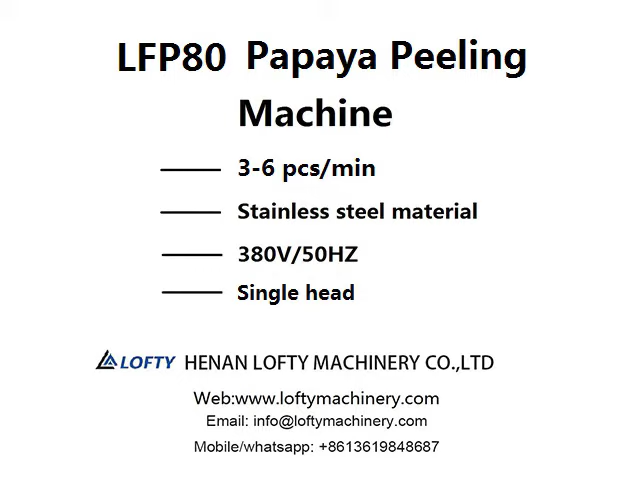 LFP80 Papaya Peeling
Machine
3-6 pcs/min
Stainless steel material
380V/50HZ
Single head
LOFTY HENAN LOFTY MACHINERY CO.,LTD
Web:www.loftymachinery.com
Email: info@loftymachinery.com
Mobile/whatsapp: +8613619848687